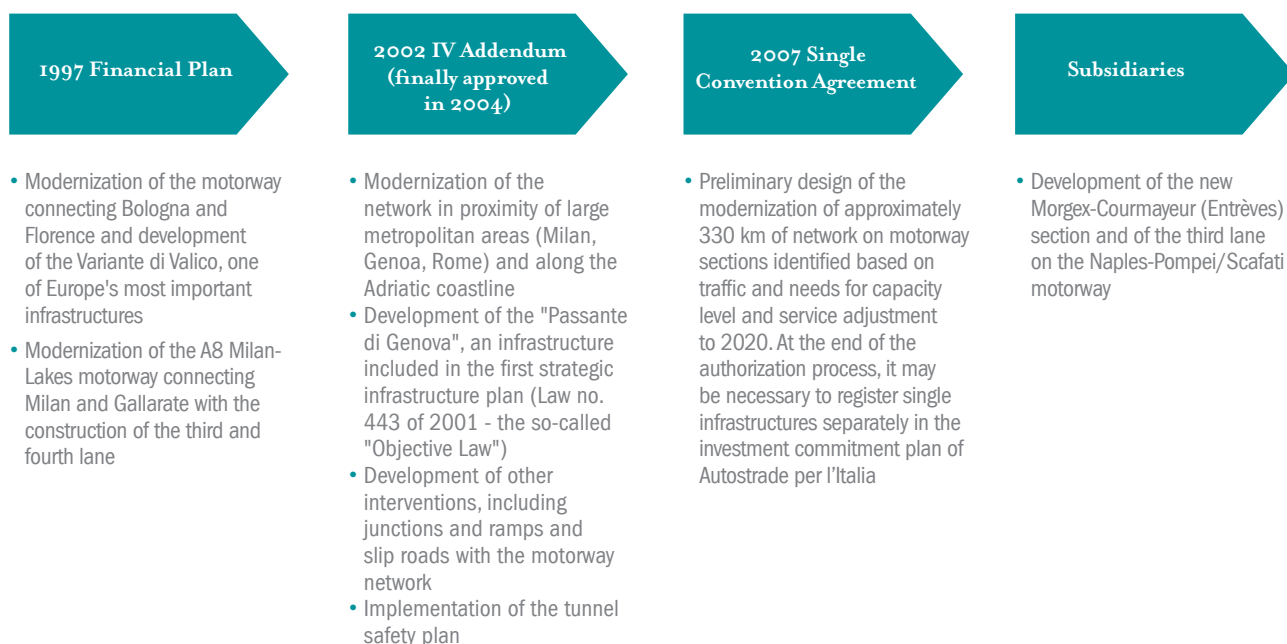 1997 Financial Plan
• Modernization of the motorway
connecting Bologna and
Florence and development
of the Variante di Valico, one
of Europe's most important
infrastructures
• Modernization of the A8 Milan-
Lakes motorway connecting
Milan and Gallarate with the
construction of the third and
fourth lane
2002 IV Addendum
(finally approved
in 2004)
• Modernization of the
network in proximity of large
metropolitan areas (Milan,
Genoa, Rome) and along the
Adriatic coastline
• Development of the "Passante
di Genova", an infrastructure
included in the first strategic
infrastructure plan (Law no.
443 of 2001 - the so-called
"Objective Law")
• Development of other
interventions, including
junctions and ramps and
slip roads with the motorway
network
• Implementation of the tunnel
safety plan
2007 Single
Convention Agreement
• Preliminary design of the
modernization of approximately
330 km of network on motorway
sections identified based on
traffic and needs for capacity
level and service adjustment
to 2020. At the end of the
authorization process, it may
be necessary to register single
infrastructures separately in the
investment commitment plan of
Autostrade per l'Italia
Subsidiaries
• Development of the new
Morgex-Courmayeur (Entrèves)
section and of the third lane
on the Naples-Pompei/Scafati
motorway